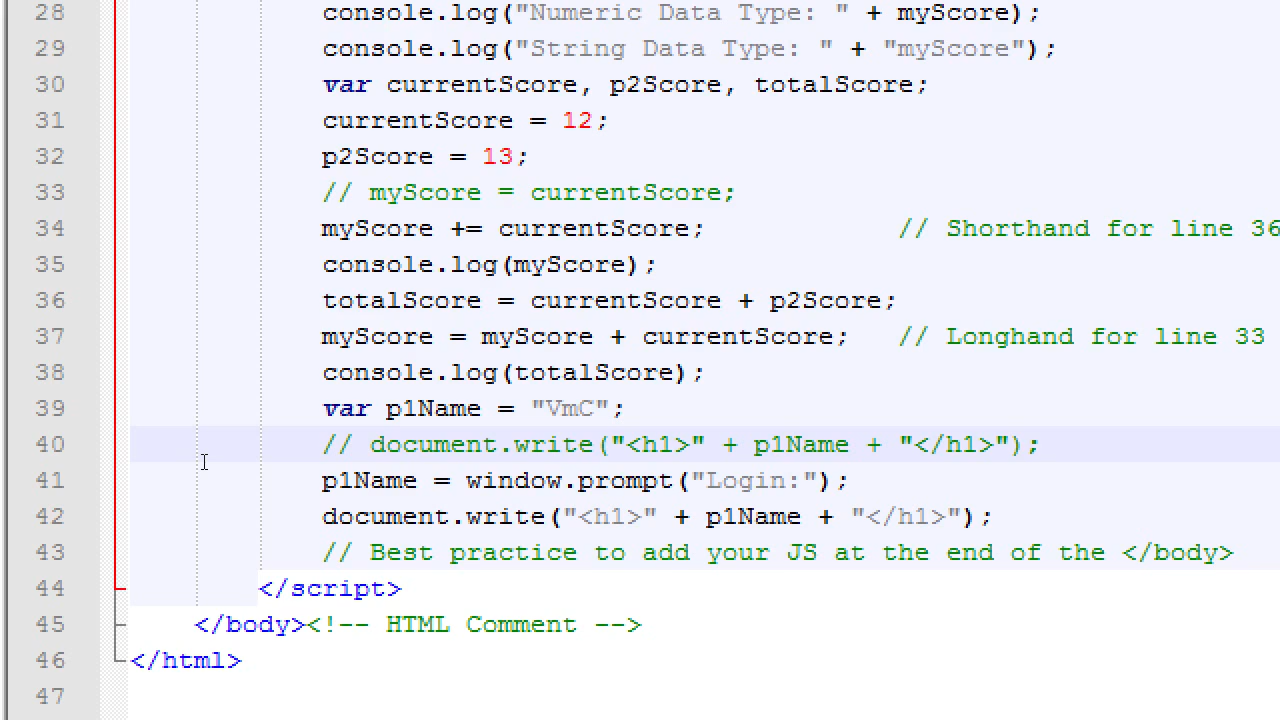 28 console.log("Numeric Data Type: " + myScore);
29 console.log("String Data Type: " + "myScore");
30 var currentScore, p2Score, totalScore;
31 currentScore = 12;
32 p2Score = 13;
33 // myScore = currentScore;
34 myScore += currentScore; // Shorthand for line 36
35 console.log(myScore);
36 totalScore = currentScore + p2Score;
37 myScore = myScore + currentScore; // Longhand for line 33
38 console.log(totalScore);
39 var p1Name = "VmC";
40 // document.write("<h1>" + p1Name + "</h1>");
41 p1Name = window.prompt("Login:");
42 document.write("<h1>" + p1Name + "</h1>");
43 // Best practice to add your JS at the end of the </body>
44 </script>
45 </body><!-- HTML Comment -->
46 </html>
47